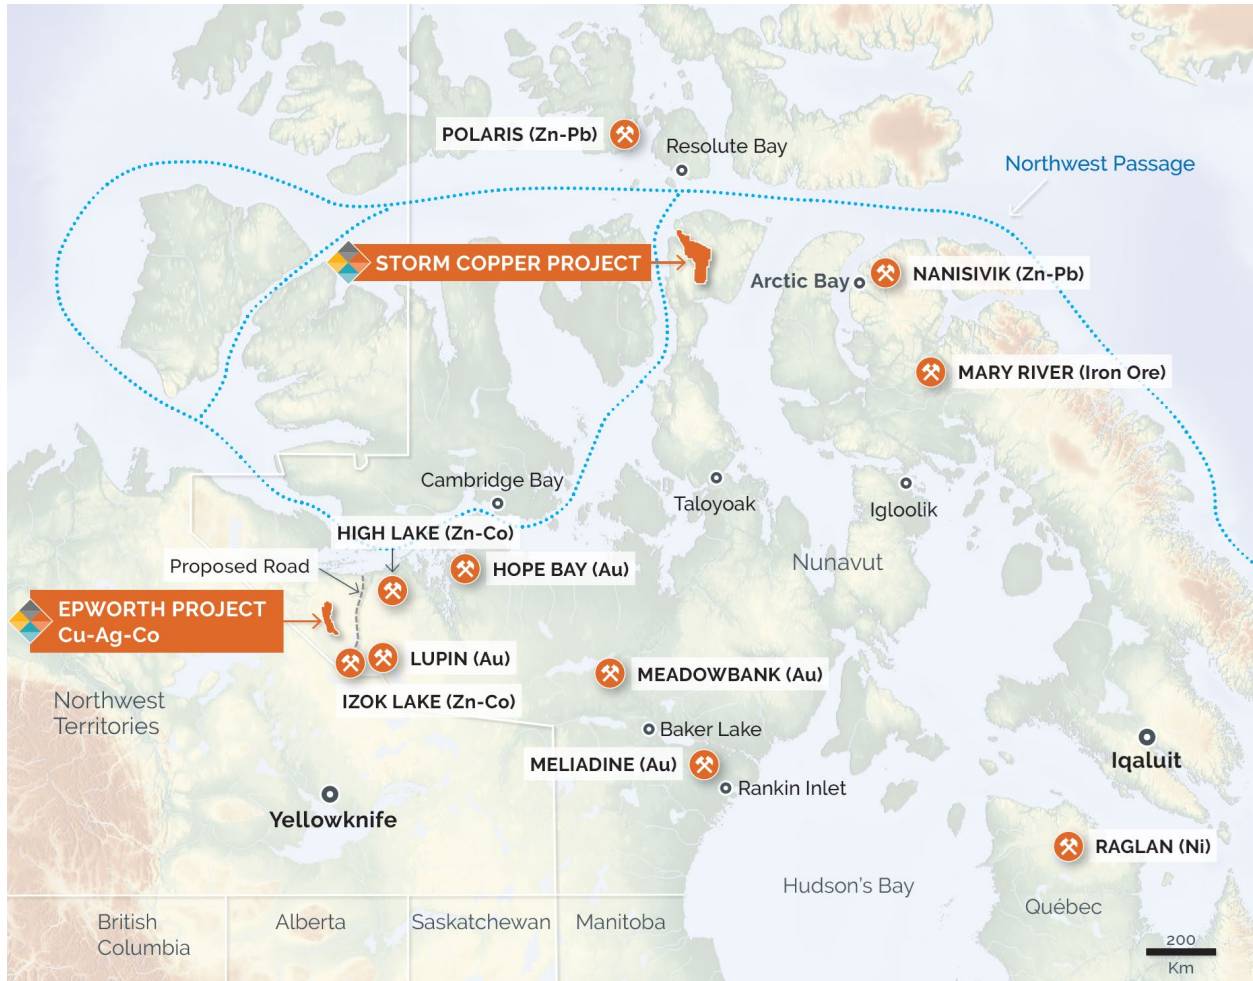 POLARIS (Zn-Pb)
Resolute Bay
Northwest Passage
STORM COPPER PROJECT
Arctic Bay
NANISIVIK (Zn-Pb)
MARY RIVER (Iron Ore)
Cambridge Bay
Taloyoak
Igloolik
HIGH LAKE (Zn-Co)
Proposed Road
HOPE BAY (Au)
Nunavut
EPWORTH PROJECT
Cu-Ag-Co
LUPIN (Au)
IZOK LAKE (Zn-Co)
MEADOWBANK (Au)
Northwest
Territories
Baker Lake
MELIADINE (Au)
Rankin Inlet
Iqaluit
Yellowknife
RAGLAN (Ni)
Hudson's Bay
Québec
British
Columbia
Alberta
Saskatchewan
Manitoba
200
Km